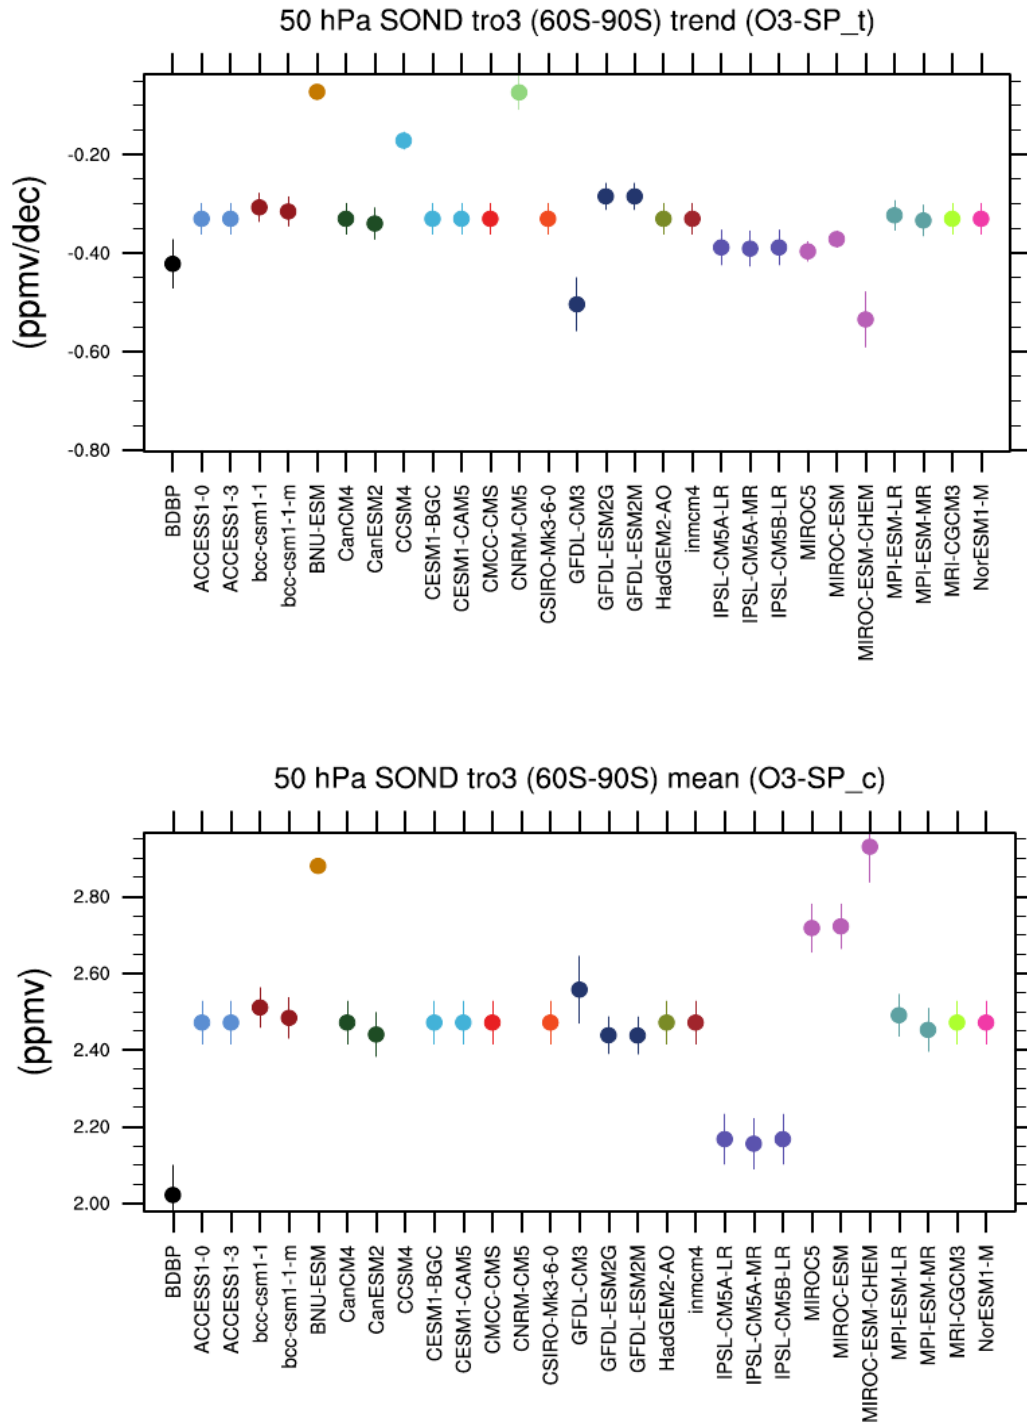 50 hPa SOND tro3 (60S-90S) trend (O3-SP_t)
(ppmv/dec)
-0.20
-0.40
-0.60
-0.80
BDBP
ACCESS1-0
ACCESS1-3
bcc-csm1-1
bcc-csm1-1-m
BNU-ESM
CanCM4
CanESM2
CCSM4
CESM1-BGC
CESM1-CAM5
CMCC-CMS
CNRM-CM5
CSIRO-Mk3-6-0
GFDL-CM3
GFDL-ESM2G
GFDL-ESM2M
HadGEM2-AO
inmcm4
IPSL-CM5A-LR
IPSL-CM5A-MR
IPSL-CM5B-LR
MIROC5
MIROC-ESM
MIROC-ESM-CHEM
MPI-ESM-LR
MPI-ESM-MR
MRI-CGCM3
NorESM1-M
50 hPa SOND tro3 (60S-90S) mean (O3-SP_c)
(ppmv)
2.80
2.60
2.40
2.20
2.00
BDBP
ACCESS1-0
ACCESS1-3
bcc-csm1-1
bcc-csm1-1-m
BNU-ESM
CanCM4
CanESM2
CCSM4
CESM1-BGC
CESM1-CAM5
CMCC-CMS
CNRM-CM5
CSIRO-Mk3-6-0
GFDL-CM3
GFDL-ESM2G
GFDL-ESM2M
HadGEM2-AO
inmcm4
IPSL-CM5A-LR
IPSL-CM5A-MR
IPSL-CM5B-LR
MIROC5
MIROC-ESM
MIROC-ESM-CHEM
MPI-ESM-LR
MPI-ESM-MR
MRI-CGCM3
NorESM1-M